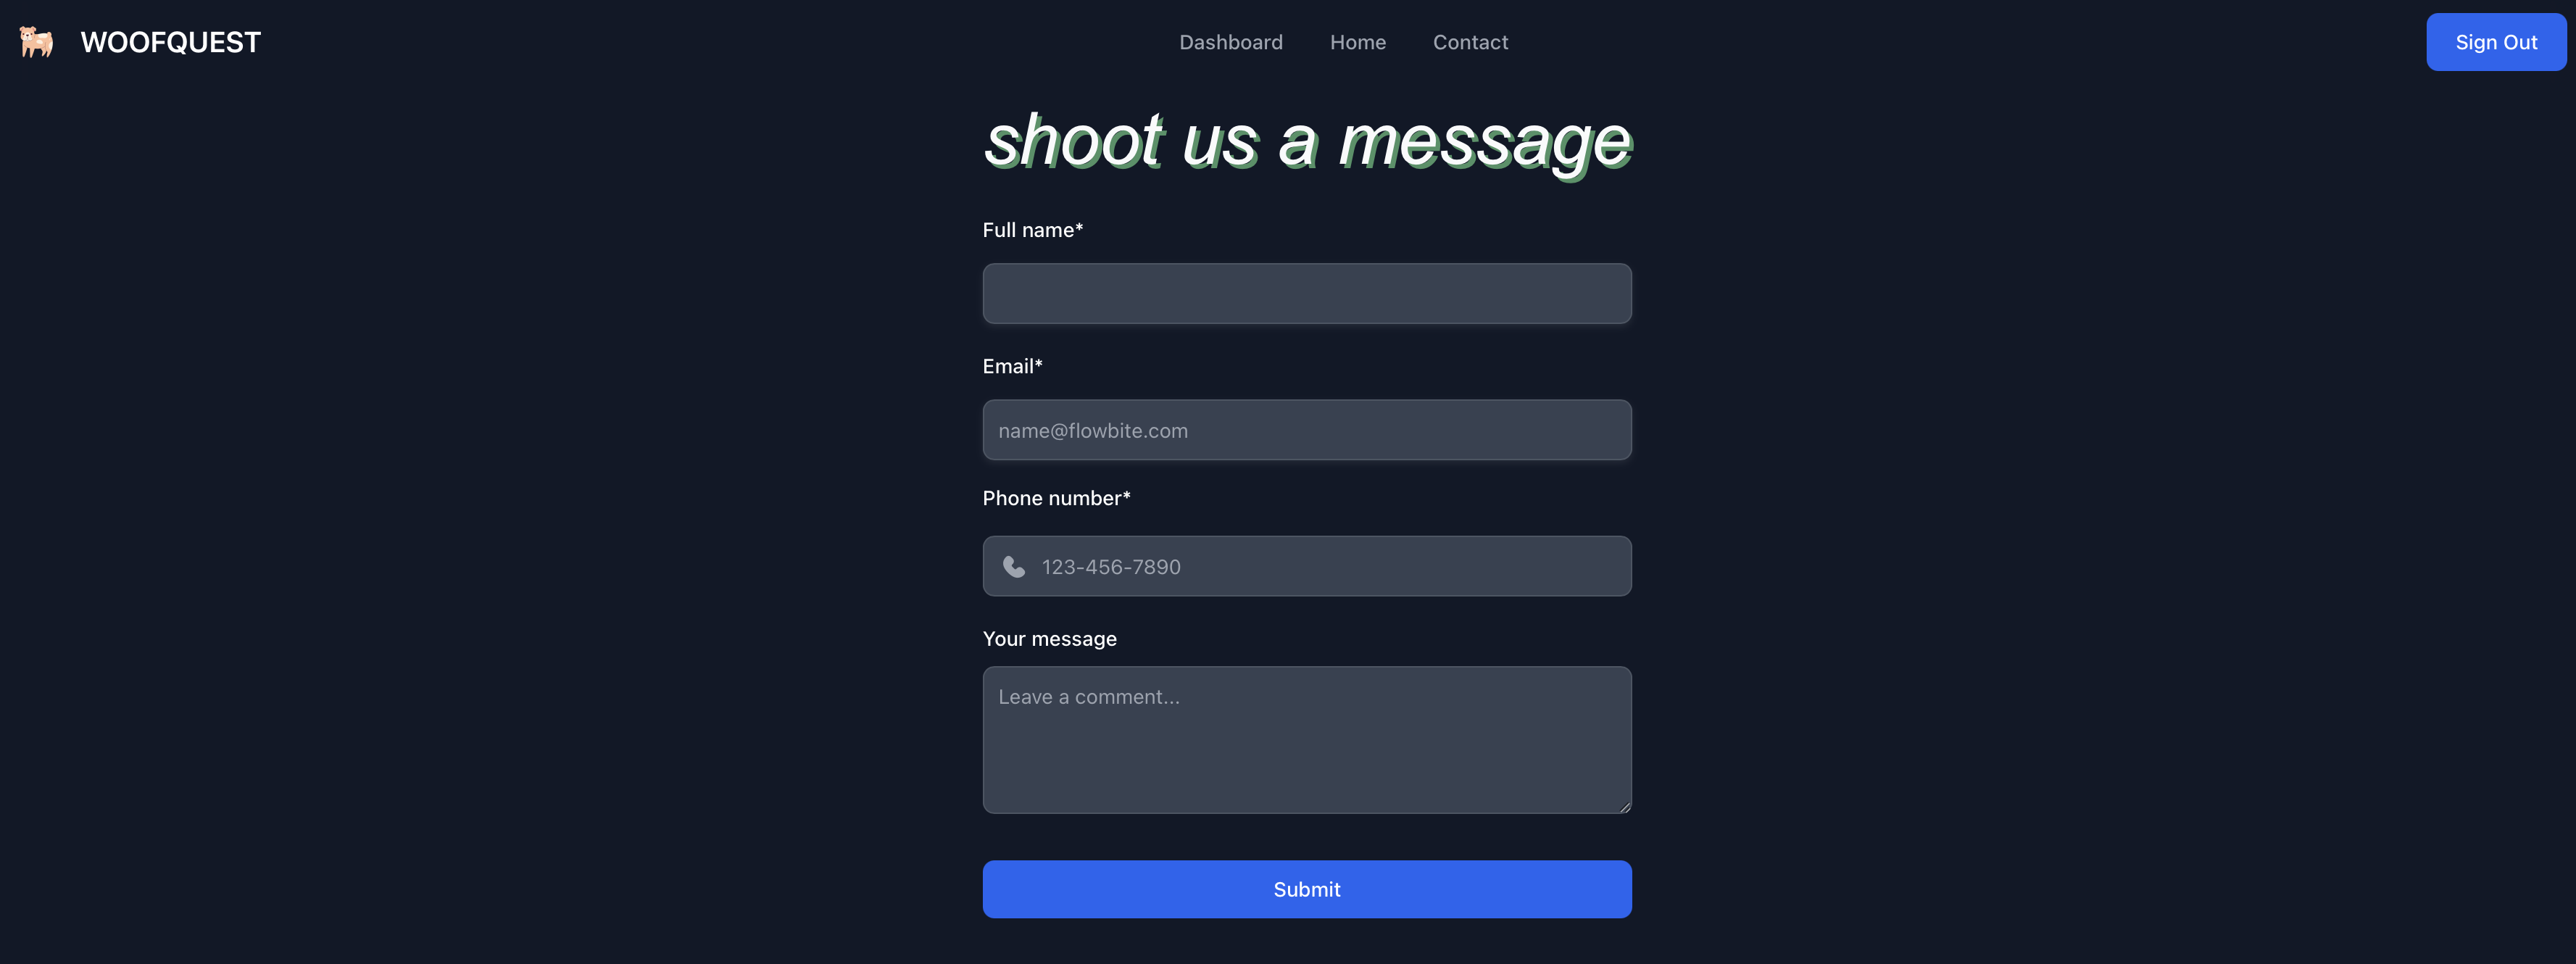 WOOFQUEST Dashboard Home Contact Sign Out
shoot us a message
Full name*
Email*
name@flowbite.com
Phone number*
123-456-7890
Your message
Leave a comment...
Submit